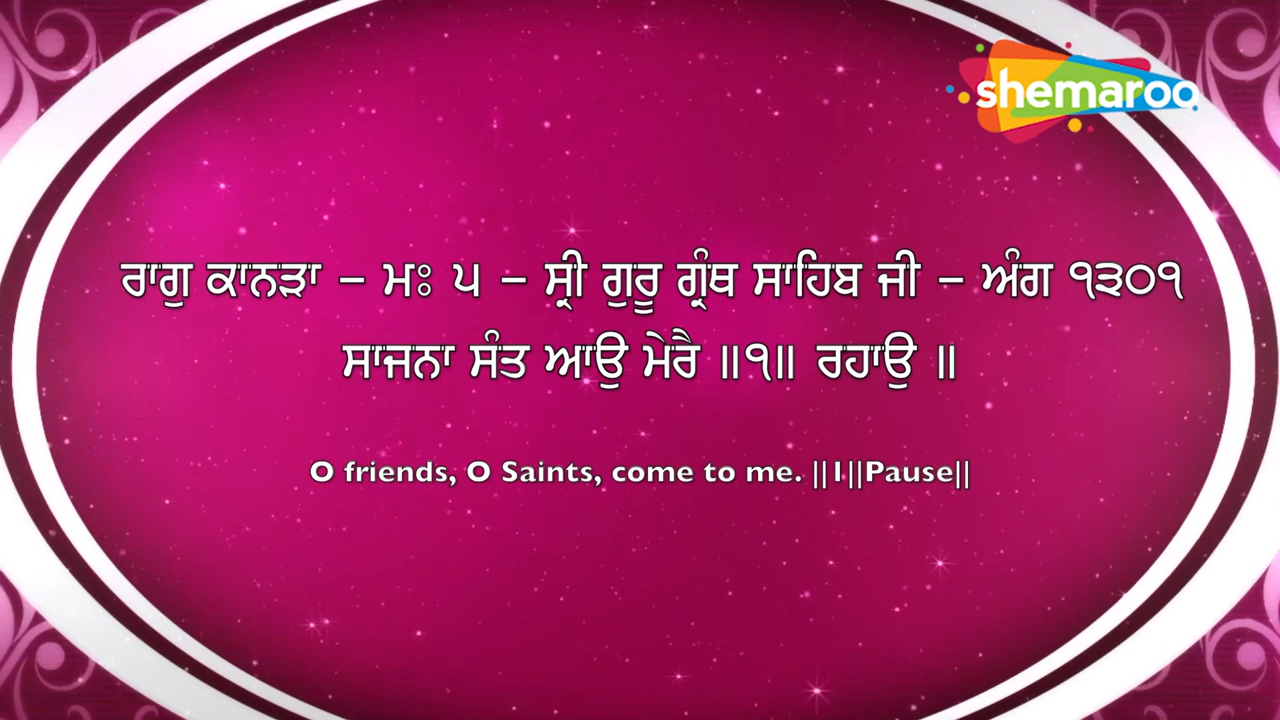 shemaroo
ਰਾਗੁ ਕਾਨੜਾ – ਮਃ ੫ – ਸ੍ਰੀ ਗੁਰੂ ਗ੍ਰੰਥ ਸਾਹਿਬ ਜੀ – ਅੰਗ ੧੩੦੧
ਸਾਜਨਾ ਸੰਤ ਆਉ ਮੇਰੈ ॥੧॥ ਰਹਾਉ ॥
O friends, O Saints, come to me. ||1||Pause||